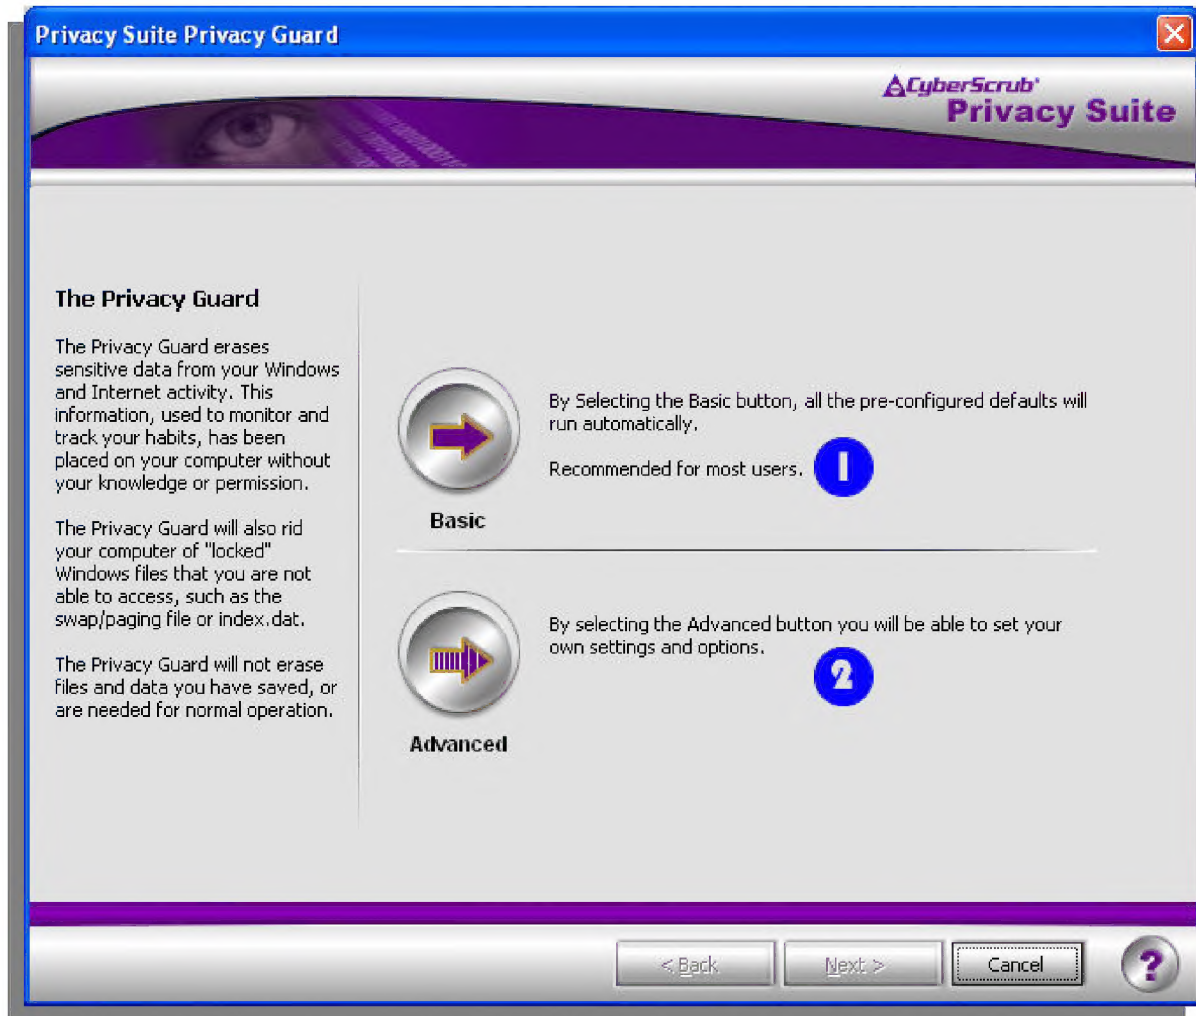 Privacy Suite Privacy Guard
CyberScrub®
Privacy Suite
The Privacy Guard
The Privacy Guard erases
sensitive data from your Windows
and Internet activity. This
information, used to monitor and
track your habits, has been
placed on your computer without
your knowledge or permission.
The Privacy Guard will also rid
your computer of "locked"
Windows files that you are not
able to access, such as the
swap/paging file or index.dat.
The Privacy Guard will not erase
files and data you have saved, or
are needed for normal operation.
By Selecting the Basic button, all the pre-configured defaults will
run automatically.
Recommended for most users.
1
Basic
By selecting the Advanced button you will be able to set your
own settings and options.
2
Advanced
< Back
Next >
Cancel
?